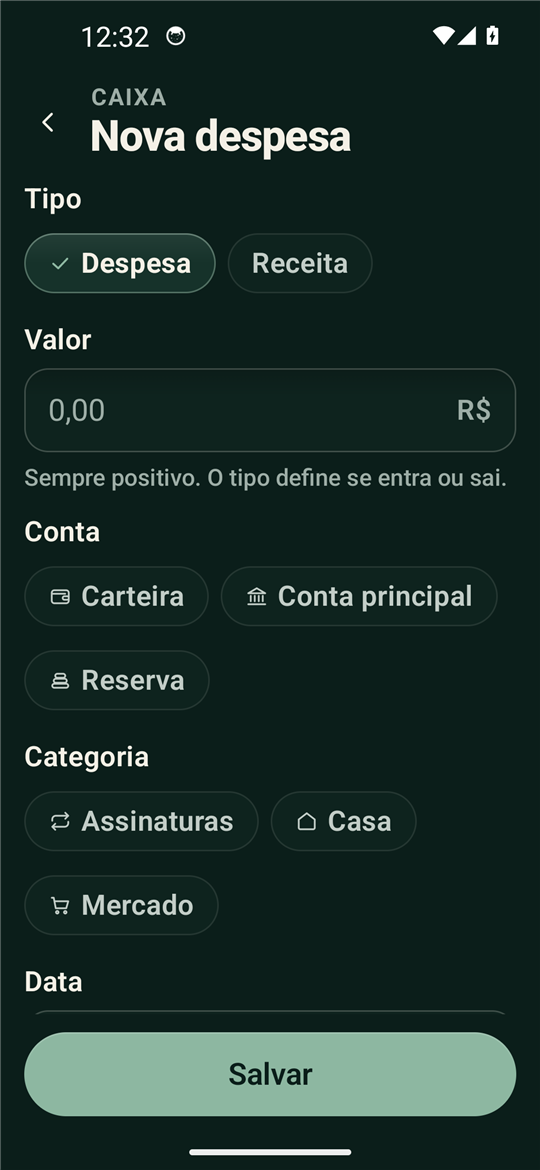 12:32
CAIXA
Nova despesa
Tipo
Despesa Receita
Valor
0,00 R$
Sempre positivo. O tipo define se entra ou sai.
Conta
Carteira Conta principal
Reserva
Categoria
Assinaturas Casa
Mercado
Data
Salvar